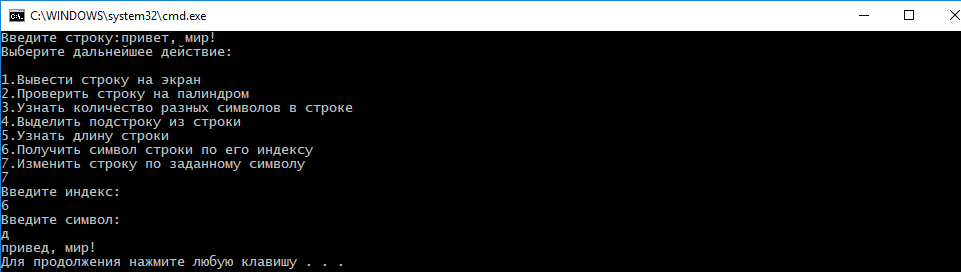 C:\WINDOWS\system32\cmd.exe
Введите строку:привет, мир!
Выберите дальнейшее действие:
1.Вывести строку на экран
2.Проверить строку на палиндром
3.Узнать количество разных символов в строке
4.Выделить подстроку из строки
5.Узнать длину строки
6.Получить символ строки по его индексу
7.Изменить строку по заданному символу
7
Введите индекс:
6
Введите символ:
д
привед, мир!
Для продолжения нажмите любую клавишу . . .